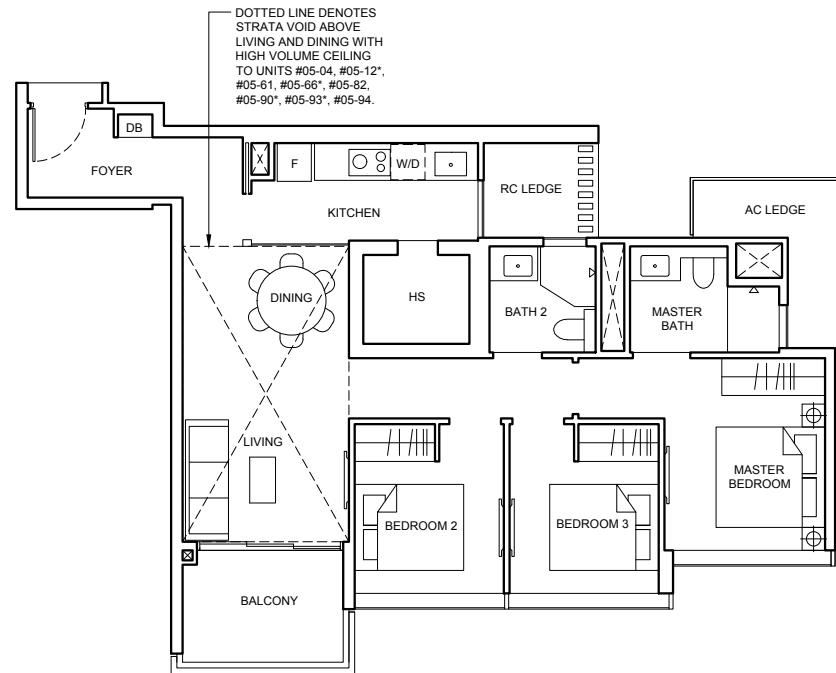 DOTTED LINE DENOTES
STRATA VOID ABOVE
LIVING AND DINING WITH
HIGH VOLUME CEILING
TO UNITS #05-04, #05-12*,
#05-61, #05-66*, #05-82,
#05-90*, #05-93*, #05-94.
DB
FOYER
F
W/D
KITCHEN
RC LEDGE
AC LEDGE
DINING
HS
BATH 2
MASTER
BATH
LIVING
MASTER
BEDROOM
BEDROOM 2
BEDROOM 3
BALCONY